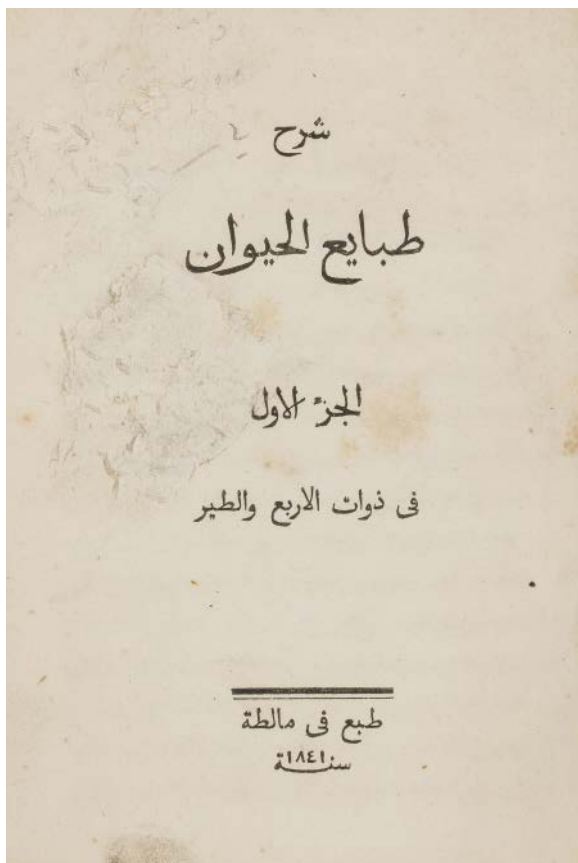 شرح
طبايع الحيوان
الجزء الاول
فى ذوات الاربع والطير
طبع فى مالطة
سنة ١٨٤١